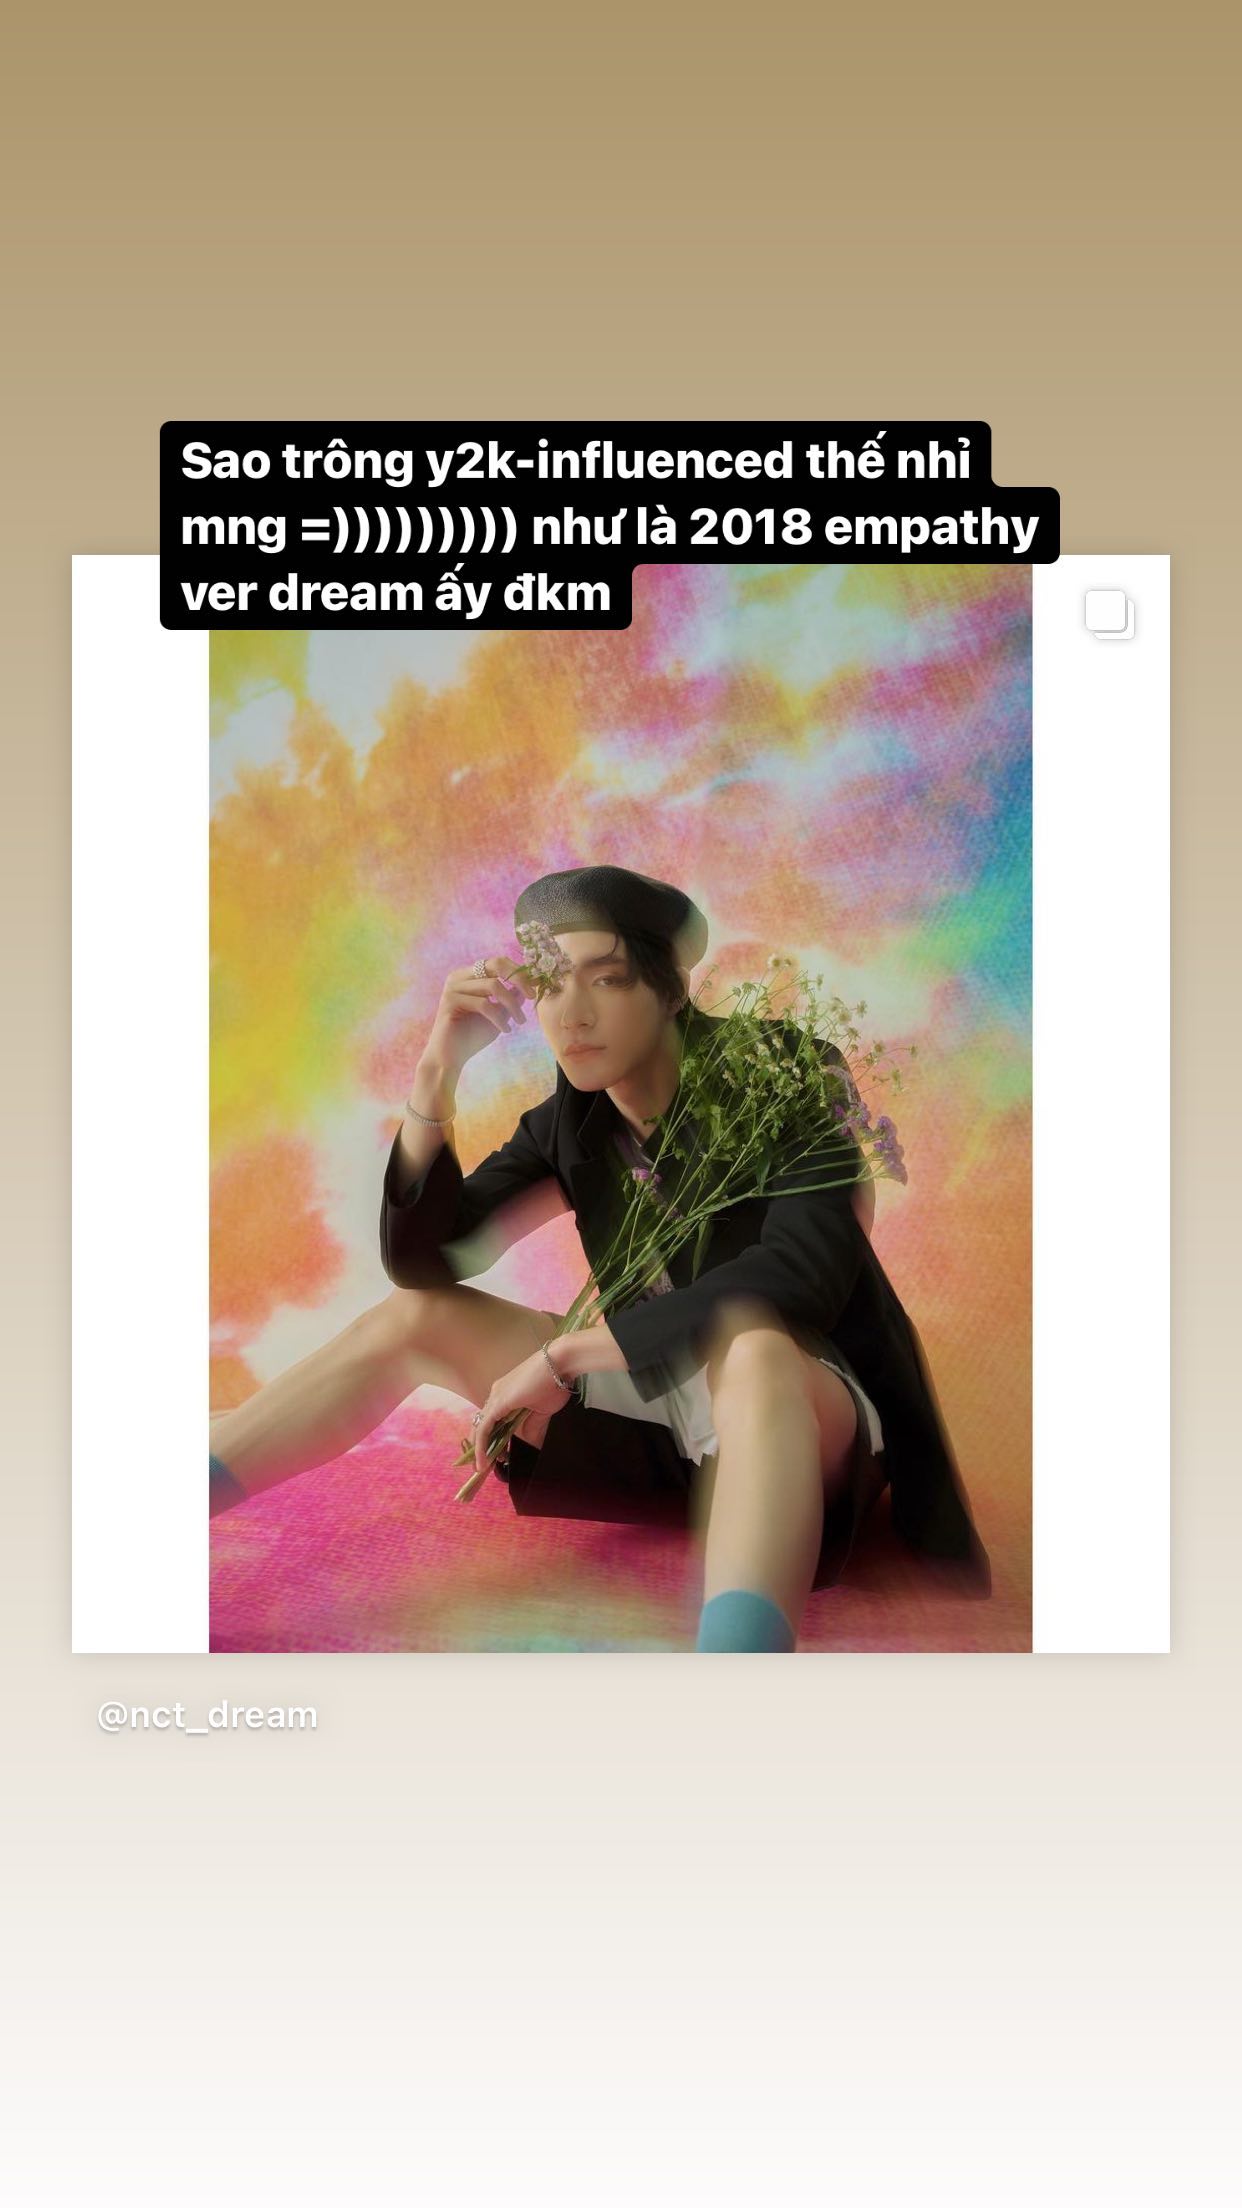 Sao trông y2k-influenced thế nhỉ
mng =))))))))) như là 2018 empathy
ver dream ấy đkm
@nct_dream